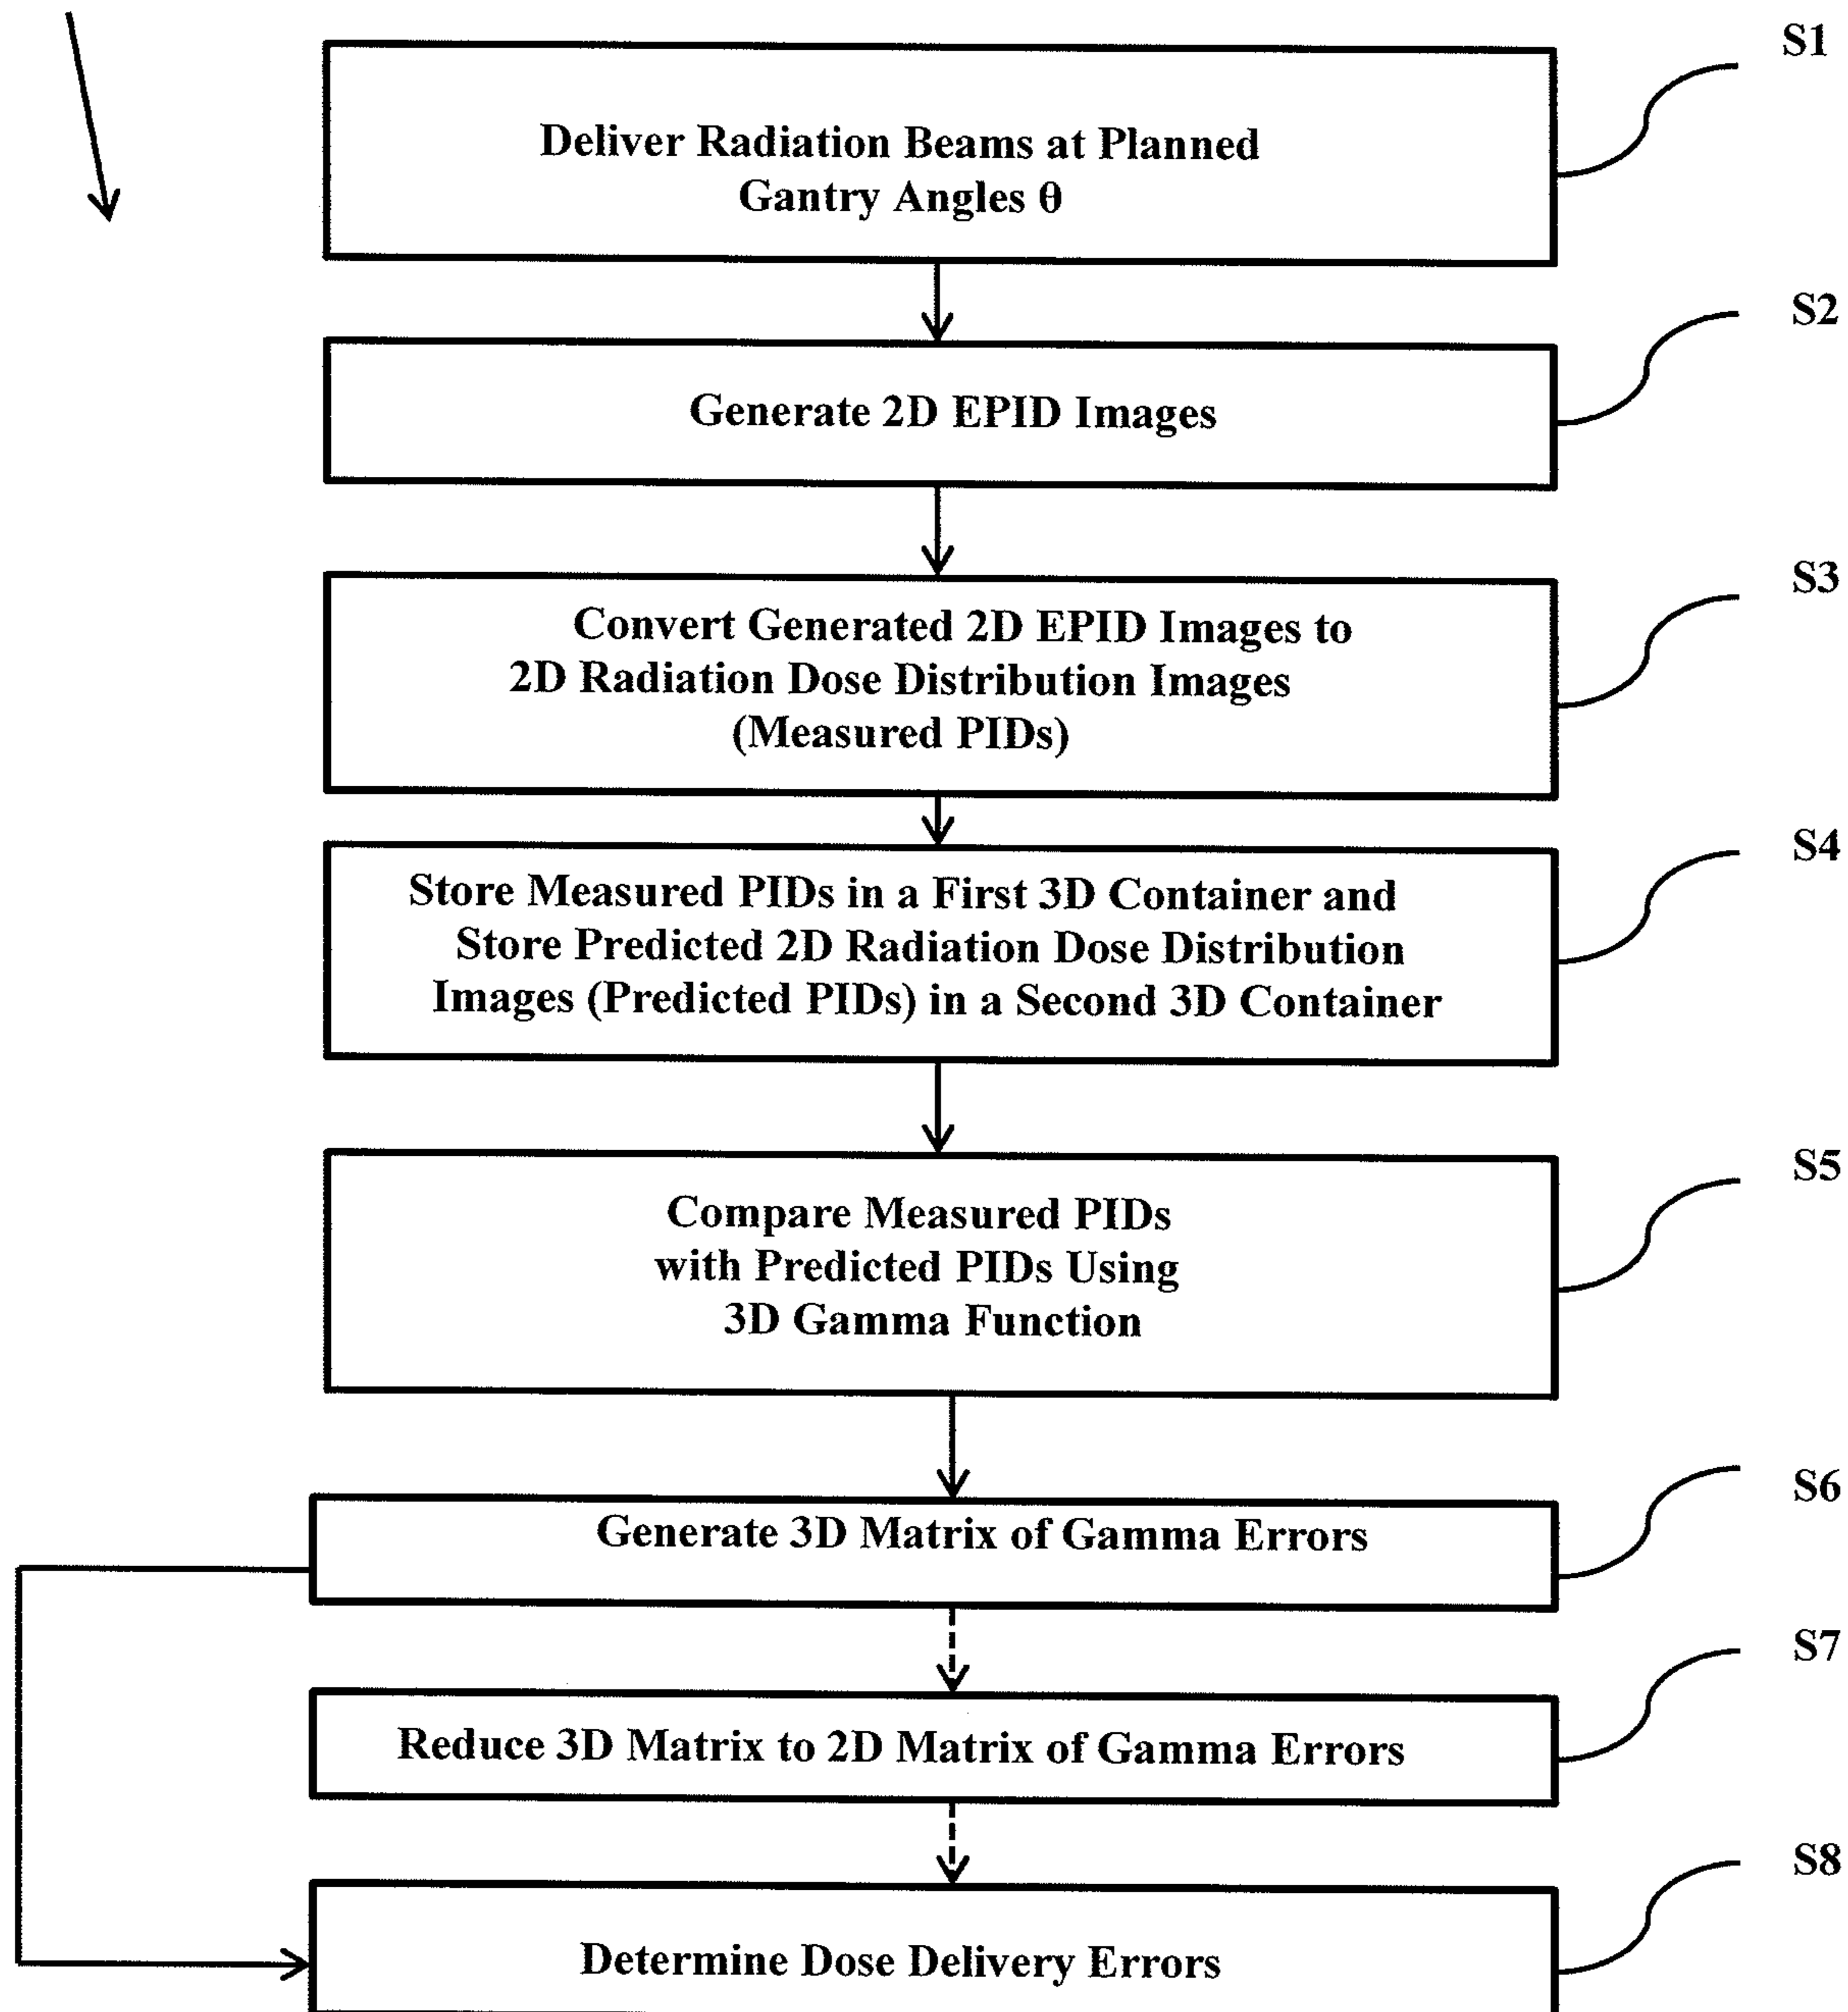 S1
Deliver Radiation Beams at Planned
Gantry Angles θ
S2
Generate 2D EPID Images
S3
Convert Generated 2D EPID Images to
2D Radiation Dose Distribution Images
(Measured PIDs)
S4
Store Measured PIDs in a First 3D Container and
Store Predicted 2D Radiation Dose Distribution
Images (Predicted PIDs) in a Second 3D Container
S5
Compare Measured PIDs
with Predicted PIDs Using
3D Gamma Function
S6
Generate 3D Matrix of Gamma Errors
S7
Reduce 3D Matrix to 2D Matrix of Gamma Errors
S8
Determine Dose Delivery Errors